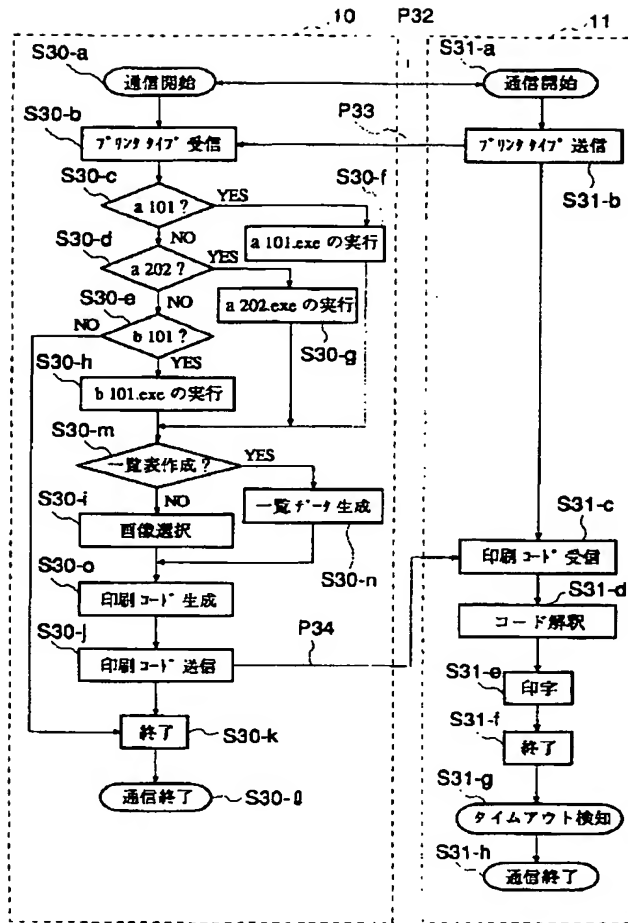 10
P32
11
S30-a
通信開始
S31-a
通信開始
S30-b
プリンタタイプ 受信
P33
プリンタタイプ 送信
S31-b
S30-c
a 101 ?
YES
S30-f
NO
a 101.exe の実行
S30-d
a 202 ?
YES
NO
a 202.exe の実行
S30-g
S30-e
b 101 ?
NO
YES
S30-h
b 101.exe の実行
S30-m
一覧表作成 ?
YES
NO
一覧データ 生成
S30-n
S30-i
画像選択
S31-c
印刷コード 受信
S30-o
印刷コード 生成
S31-d
コード解釈
S30-j
印刷コード 送信
P34
S31-e
印字
S31-f
終了
S30-k
終了
S31-g
タイムアウト検知
通信終了
S30-l
S31-h
通信終了